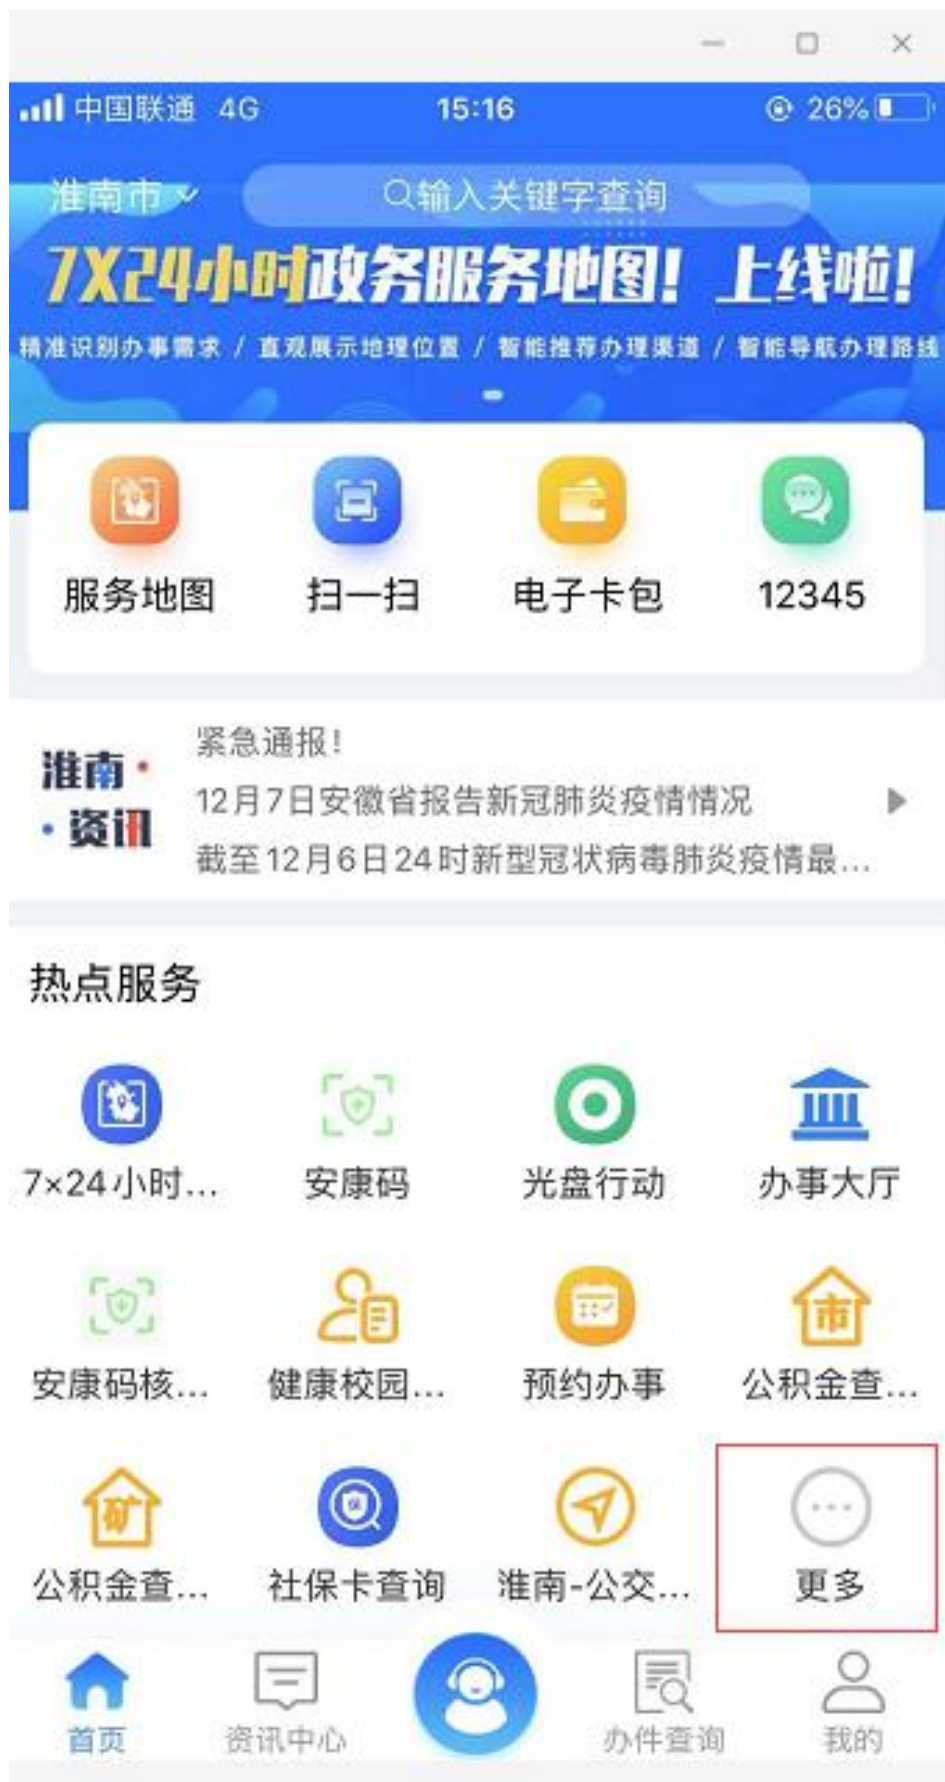 中国联通 4G 15:16 26%
淮南市 输入关键字查询
7X24小时政务服务地图！上线啦！
精准识别办事需求 / 直观展示地理位置 / 智能推荐办理渠道 / 智能导航办理路线
服务地图 扫一扫 电子卡包 12345
淮南资讯
紧急通报！
12月7日安徽省报告新冠肺炎疫情情况
截至12月6日24时新型冠状病毒肺炎疫情最...
热点服务
7×24小时... 安康码 光盘行动 办事大厅
安康码核... 健康校园... 预约办事 公积金查...
市
矿
公积金查... 社保卡查询 淮南-公交... 更多
首页 资讯中心 办件查询 我的